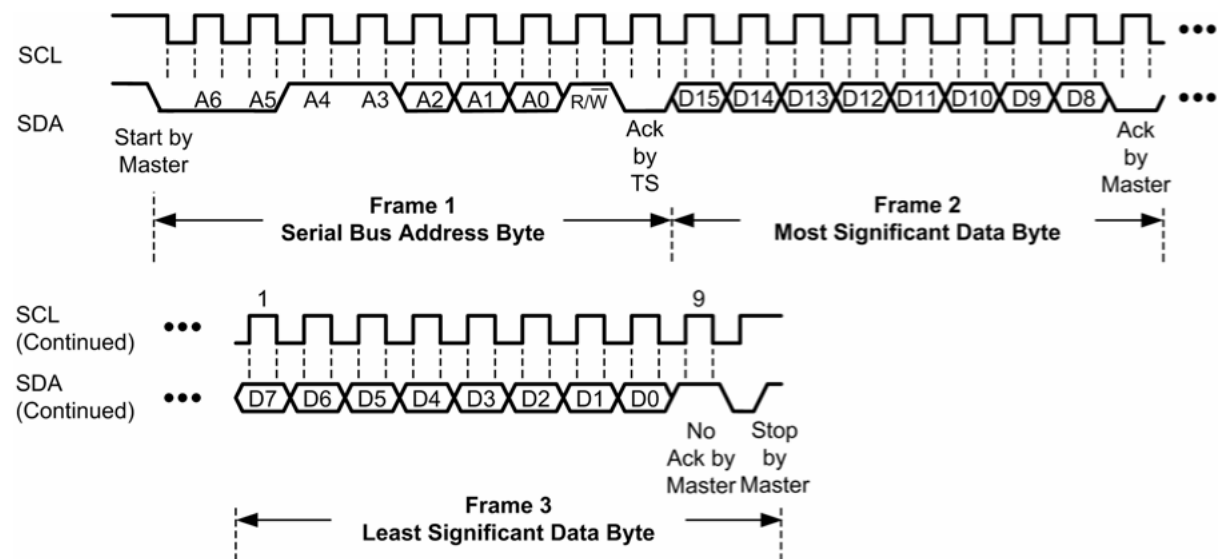 SCL
SDA
A6 A5 A4 A3 A2 A1 A0 R/W̅ D15 D14 D13 D12 D11 D10 D9 D8
Start by
Master
Ack
by
TS
Ack
by
Master
Frame 1
Serial Bus Address Byte
Frame 2
Most Significant Data Byte
1 9
SCL
(Continued)
SDA
(Continued)
D7 D6 D5 D4 D3 D2 D1 D0
No
Ack by
Master
Stop
by
Master
Frame 3
Least Significant Data Byte